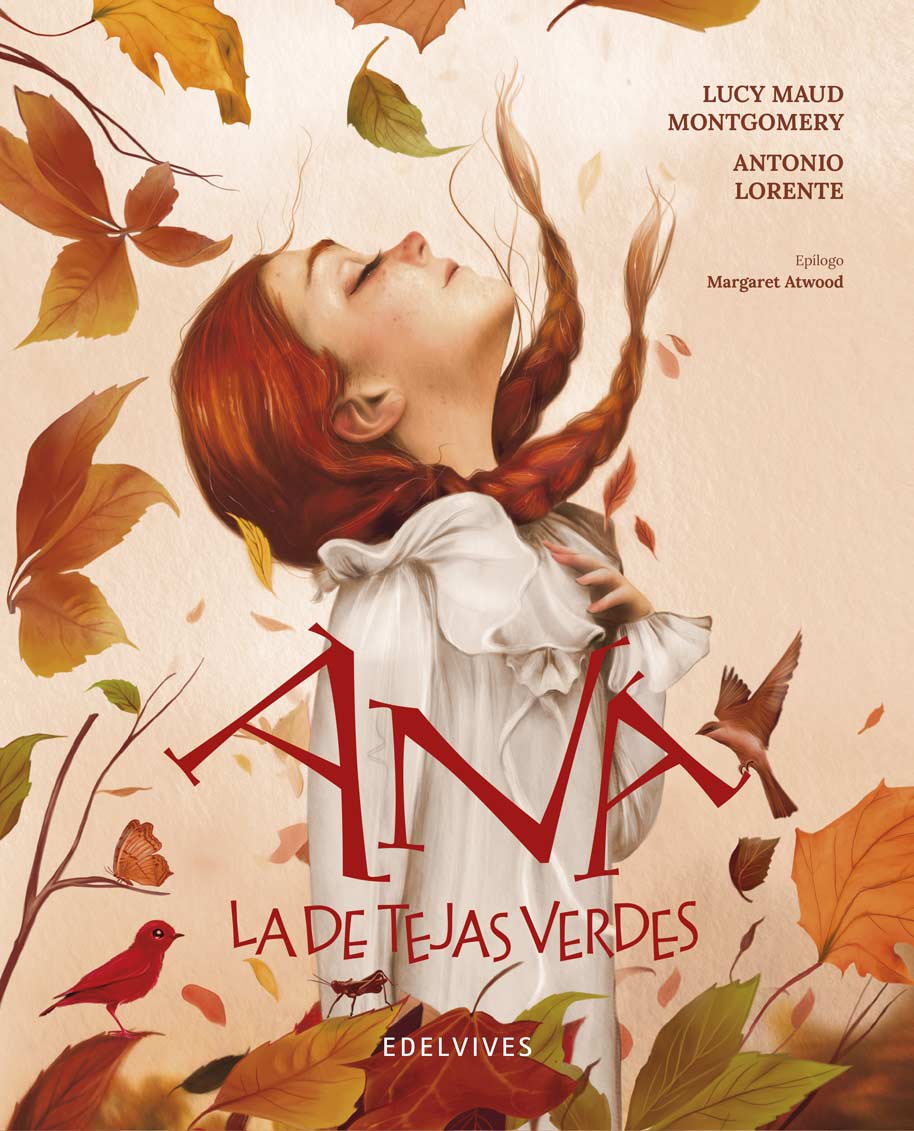 LUCY MAUD
MONTGOMERY
ANTONIO
LORENTE
Epílogo
Margaret Atwood
ANA
LA DE TEJAS VERDES
EDELVIVES